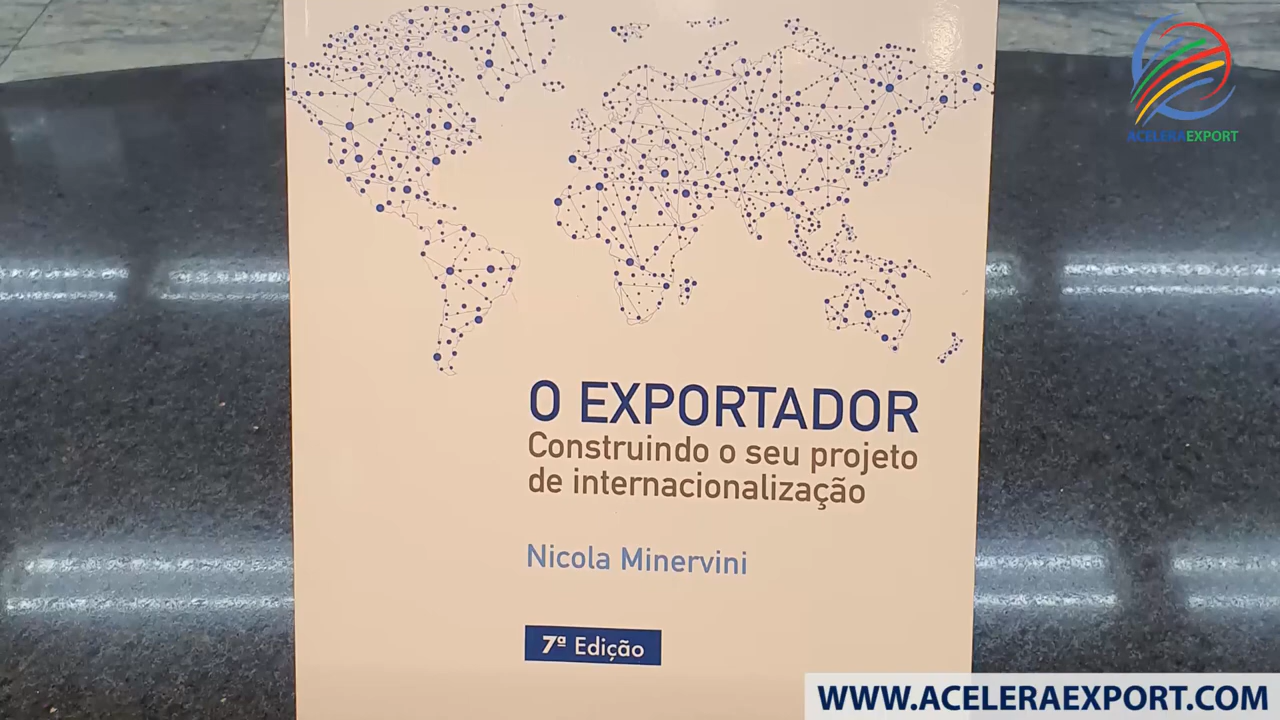 ACELERAEXPORT
O EXPORTADOR
Construindo o seu projeto
de internacionalização
Nicola Minervini
7ª Edição
WWW.ACELERAEXPORT.COM